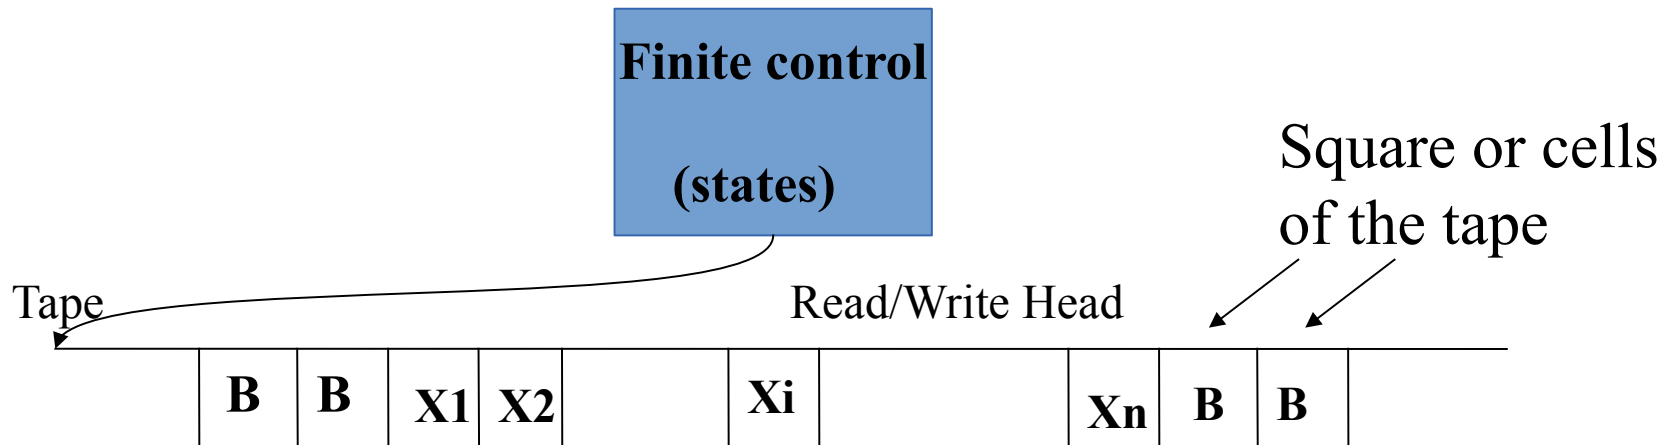 Finite control
(states)
Square or cells
of the tape
Tape
Read/Write Head
B B X1 X2 Xi Xn B B